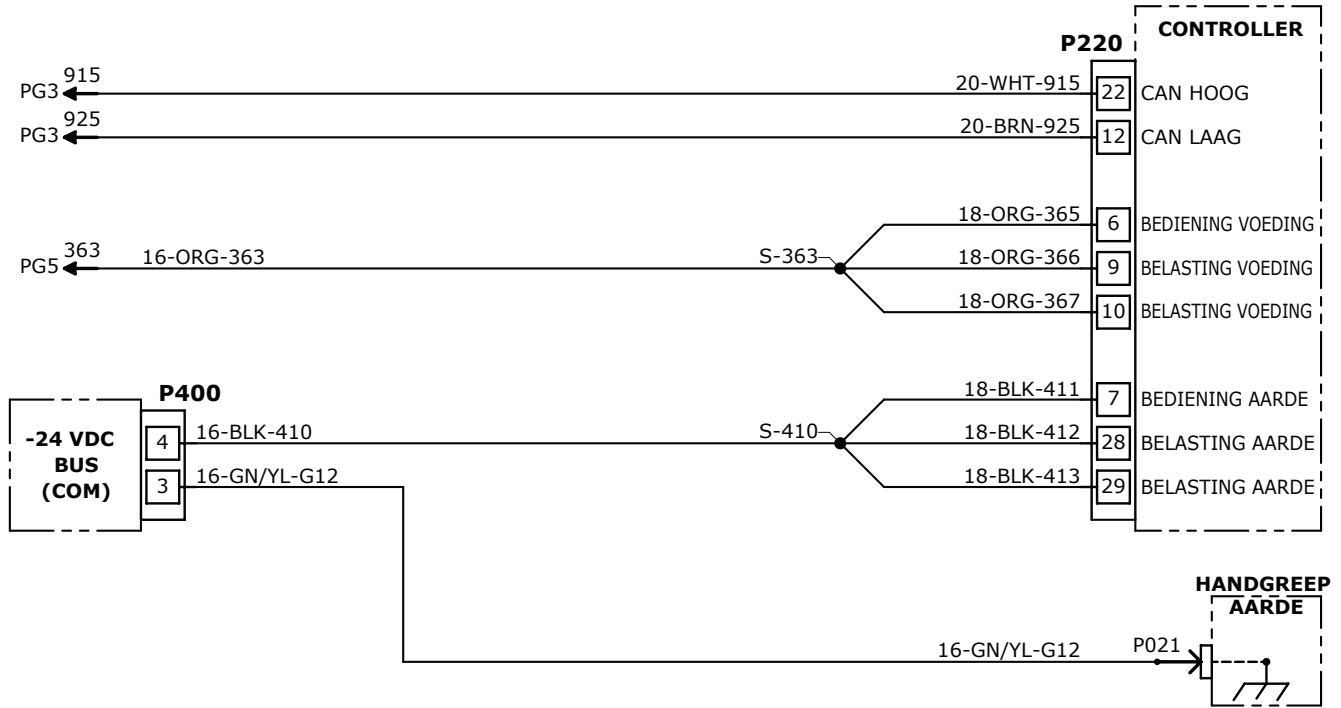 CONTROLLER
P220
915
PG3
20-WHT-915
22
CAN HOOG
925
PG3
20-BRN-925
12
CAN LAAG
18-ORG-365
6
BEDIENING VOEDING
363
PG5
16-ORG-363
S-363
18-ORG-366
9
BELASTING VOEDING
18-ORG-367
10
BELASTING VOEDING
P400
18-BLK-411
7
BEDIENING AARDE
-24 VDC
BUS
(COM)
4
16-BLK-410
S-410
18-BLK-412
28
BELASTING AARDE
3
16-GN/YL-G12
18-BLK-413
29
BELASTING AARDE
HANDGREEP
AARDE
16-GN/YL-G12
P021